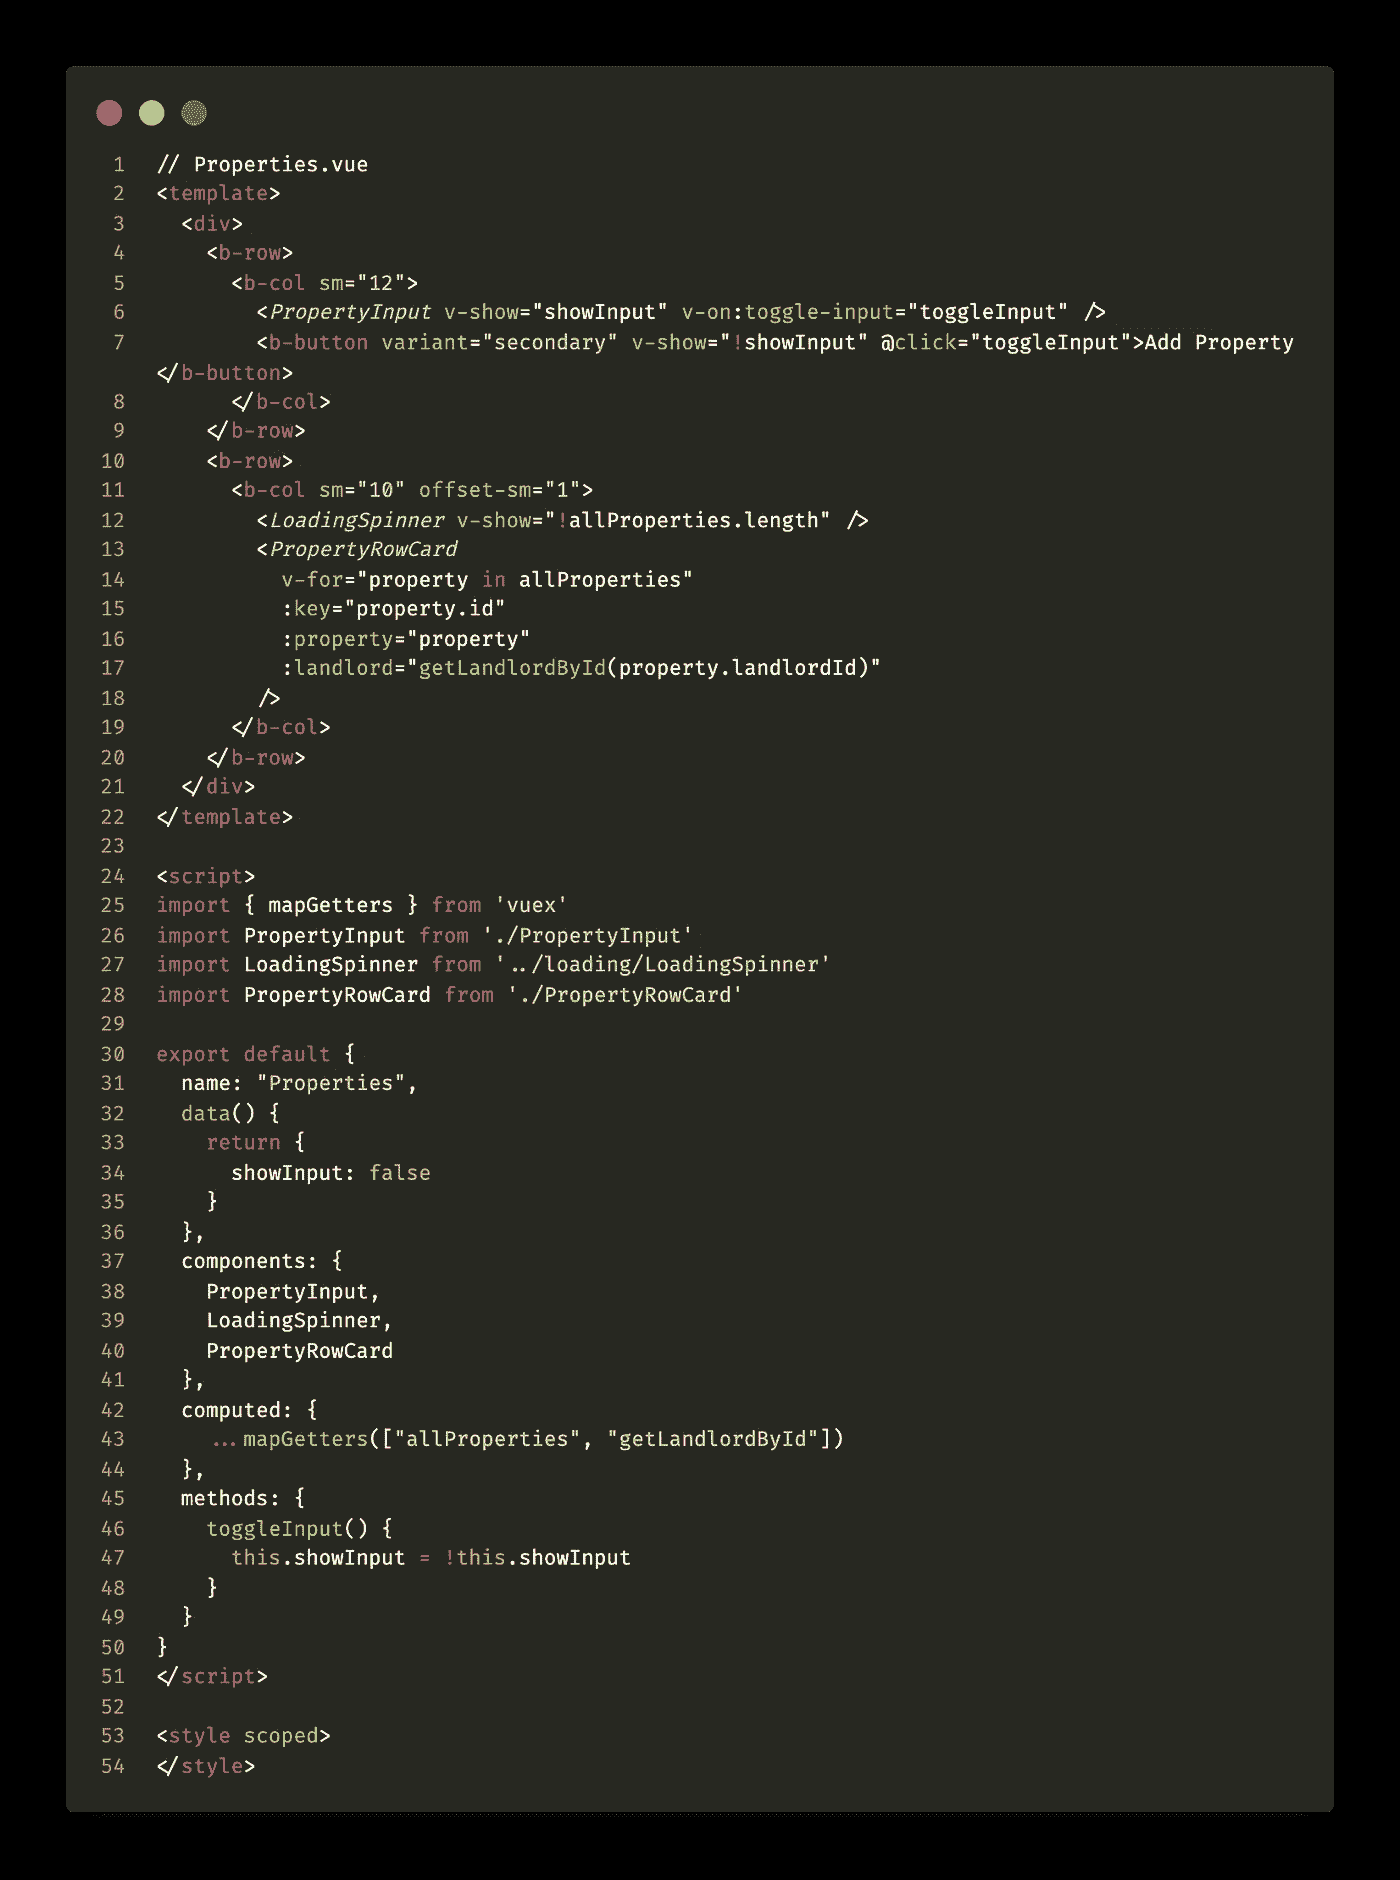 1 // Properties.vue
2 <template>
3   <div>
4     <b-row>
5       <b-col sm="12">
6         <PropertyInput v-show="showInput" v-on:toggle-input="toggleInput" />
7         <b-button variant="secondary" v-show="!showInput" @click="toggleInput">Add Property
</b-button>
8       </b-col>
9     </b-row>
10     <b-row>
11       <b-col sm="10" offset-sm="1">
12         <LoadingSpinner v-show="!allProperties.length" />
13         <PropertyRowCard
14           v-for="property in allProperties"
15           :key="property.id"
16           :property="property"
17           :landlord="getLandlordById(property.landlordId)"
18         />
19       </b-col>
20     </b-row>
21   </div>
22 </template>
23
24 <script>
25 import { mapGetters } from 'vuex'
26 import PropertyInput from './PropertyInput'
27 import LoadingSpinner from '../loading/LoadingSpinner'
28 import PropertyRowCard from './PropertyRowCard'
29
30 export default {
31   name: "Properties",
32   data() {
33     return {
34       showInput: false
35     }
36   },
37   components: {
38     PropertyInput,
39     LoadingSpinner,
40     PropertyRowCard
41   },
42   computed: {
43     ...mapGetters(["allProperties", "getLandlordById"])
44   },
45   methods: {
46     toggleInput() {
47       this.showInput = !this.showInput
48     }
49   }
50 }
51 </script>
52
53 <style scoped>
54 </style>